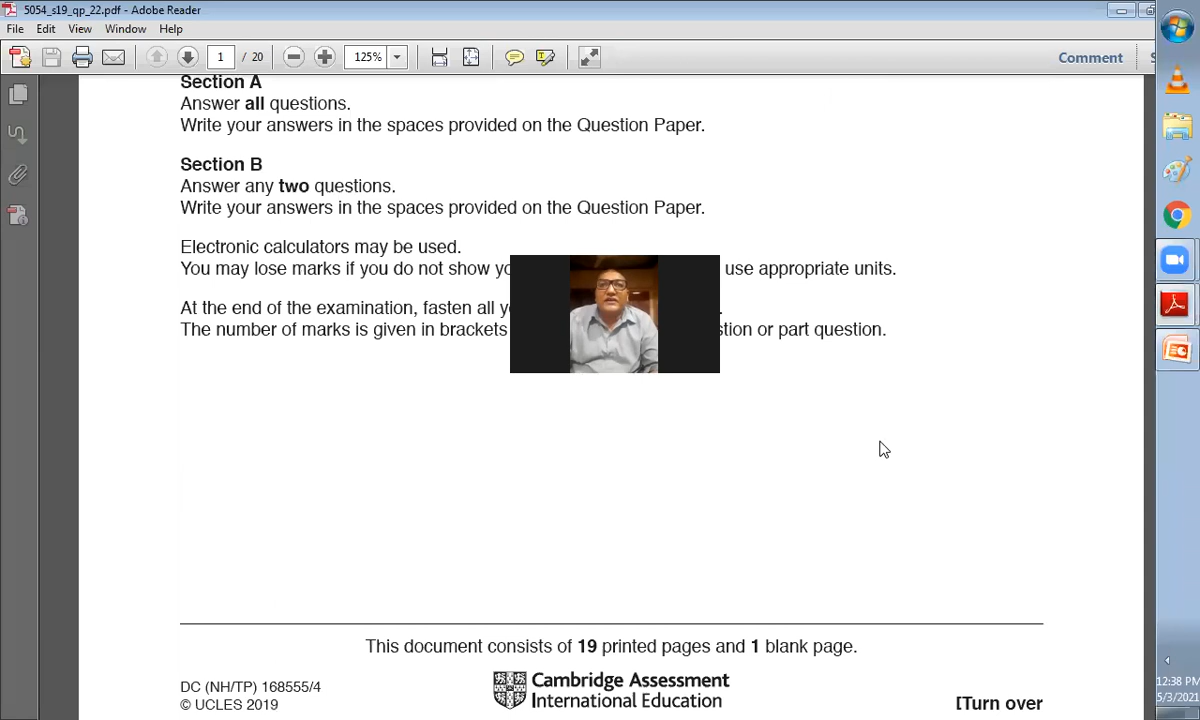 5054_s19_qp_22.pdf - Adobe Reader
File Edit View Window Help
1 / 20 125% Comment
Section A
Answer all questions.
Write your answers in the spaces provided on the Question Paper.
Section B
Answer any two questions.
Write your answers in the spaces provided on the Question Paper.
Electronic calculators may be used.
You may lose marks if you do not show use appropriate units.
At the end of the examination, fasten all
The number of marks is given in brackets or part question.
This document consists of 19 printed pages and 1 blank page.
DC (NH/TP) 168555/4
© UCLES 2019
Cambridge Assessment
International Education
[Turn over
12:38 PM
5/3/2021